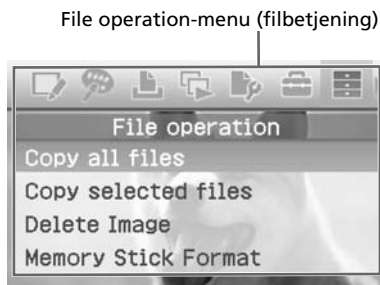 File operation-menu (filbetjening)
File operation
Copy all files
Copy selected files
Delete Image
Memory Stick Format